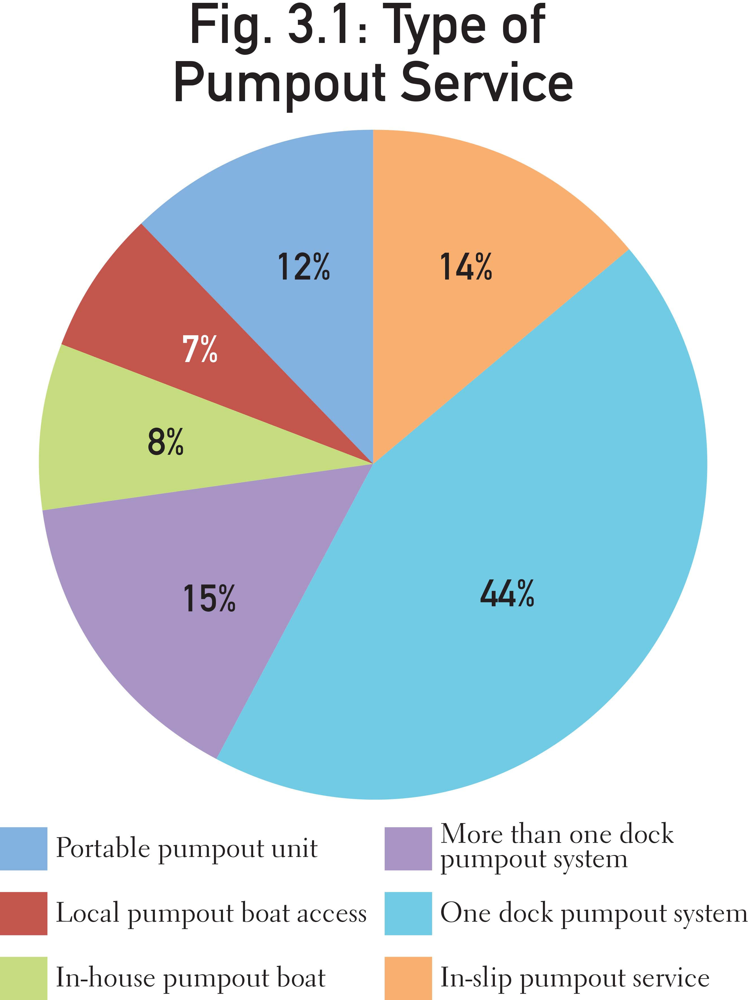 Fig. 3.1: Type of
Pumpout Service
12%
14%
7%
8%
15%
44%
Portable pumpout unit
Local pumpout boat access
In-house pumpout boat
More than one dock
pumpout system
One dock pumpout system
In-slip pumpout service